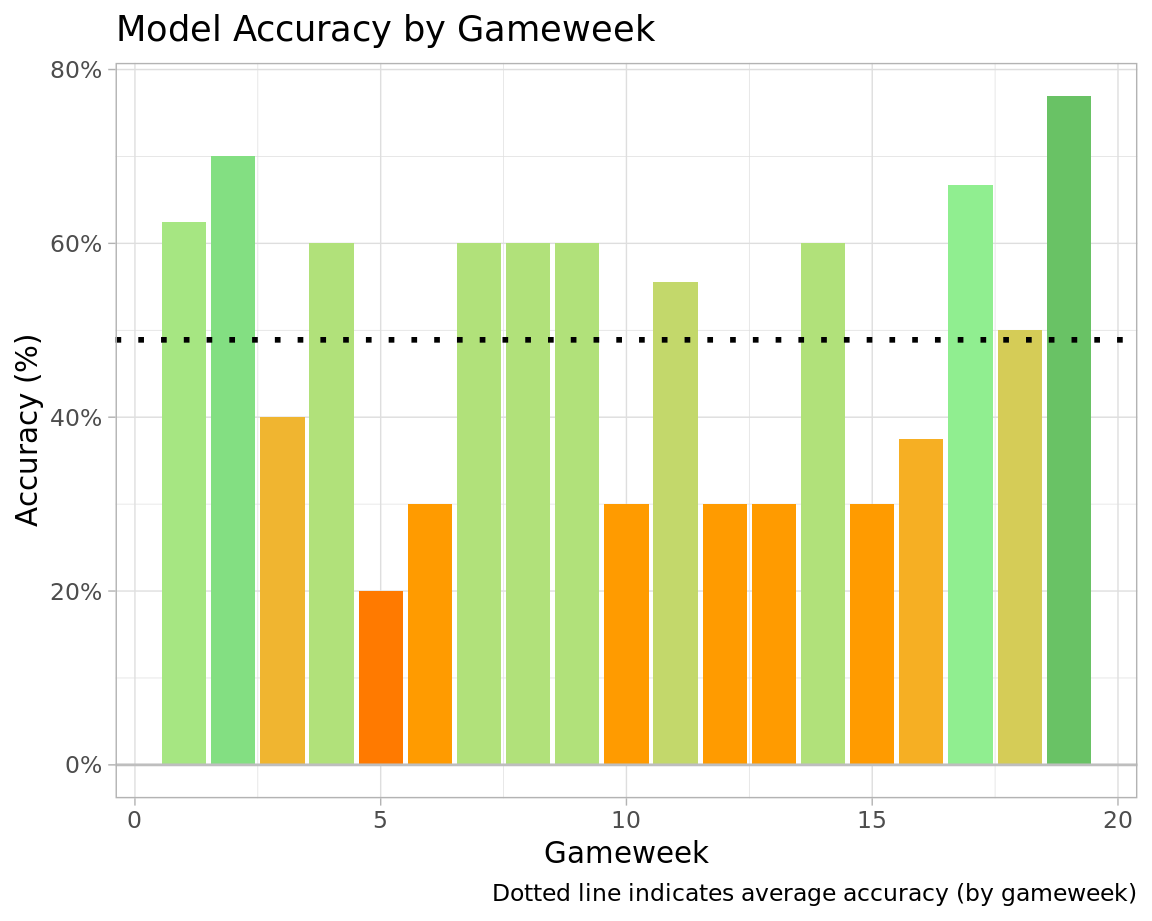 Model Accuracy by Gameweek
Accuracy (%)
80%
60%
40%
20%
0%
0 5 10 15 20
Gameweek
Dotted line indicates average accuracy (by gameweek)